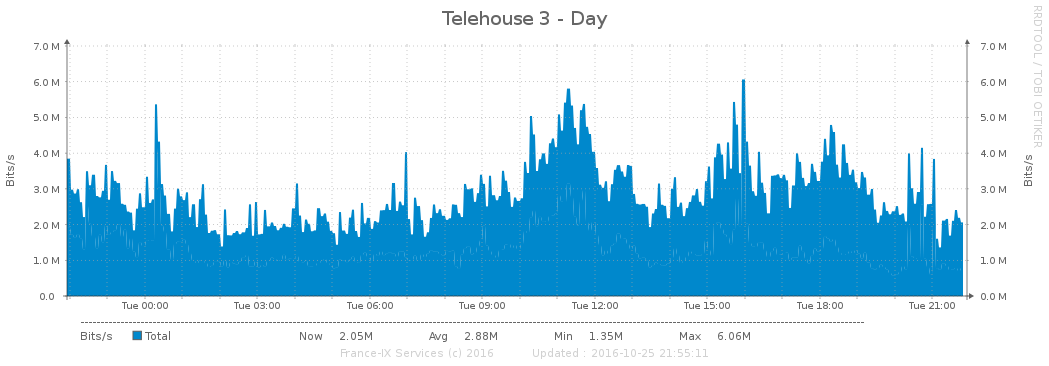 Telehouse 3 - Day
RRDTOOL / TOBI OETIKER
Bits/s
7.0 M 7.0 M
6.0 M 6.0 M
5.0 M 5.0 M
4.0 M 4.0 M
3.0 M 3.0 M
2.0 M 2.0 M
1.0 M 1.0 M
0.0 0.0 M
Bits/s
Tue 00:00 Tue 03:00 Tue 06:00 Tue 09:00 Tue 12:00 Tue 15:00 Tue 18:00 Tue 21:00
Bits/s Total Now 2.05M Avg 2.88M Min 1.35M Max 6.06M
France-IX Services (c) 2016 Updated : 2016-10-25 21:55:11